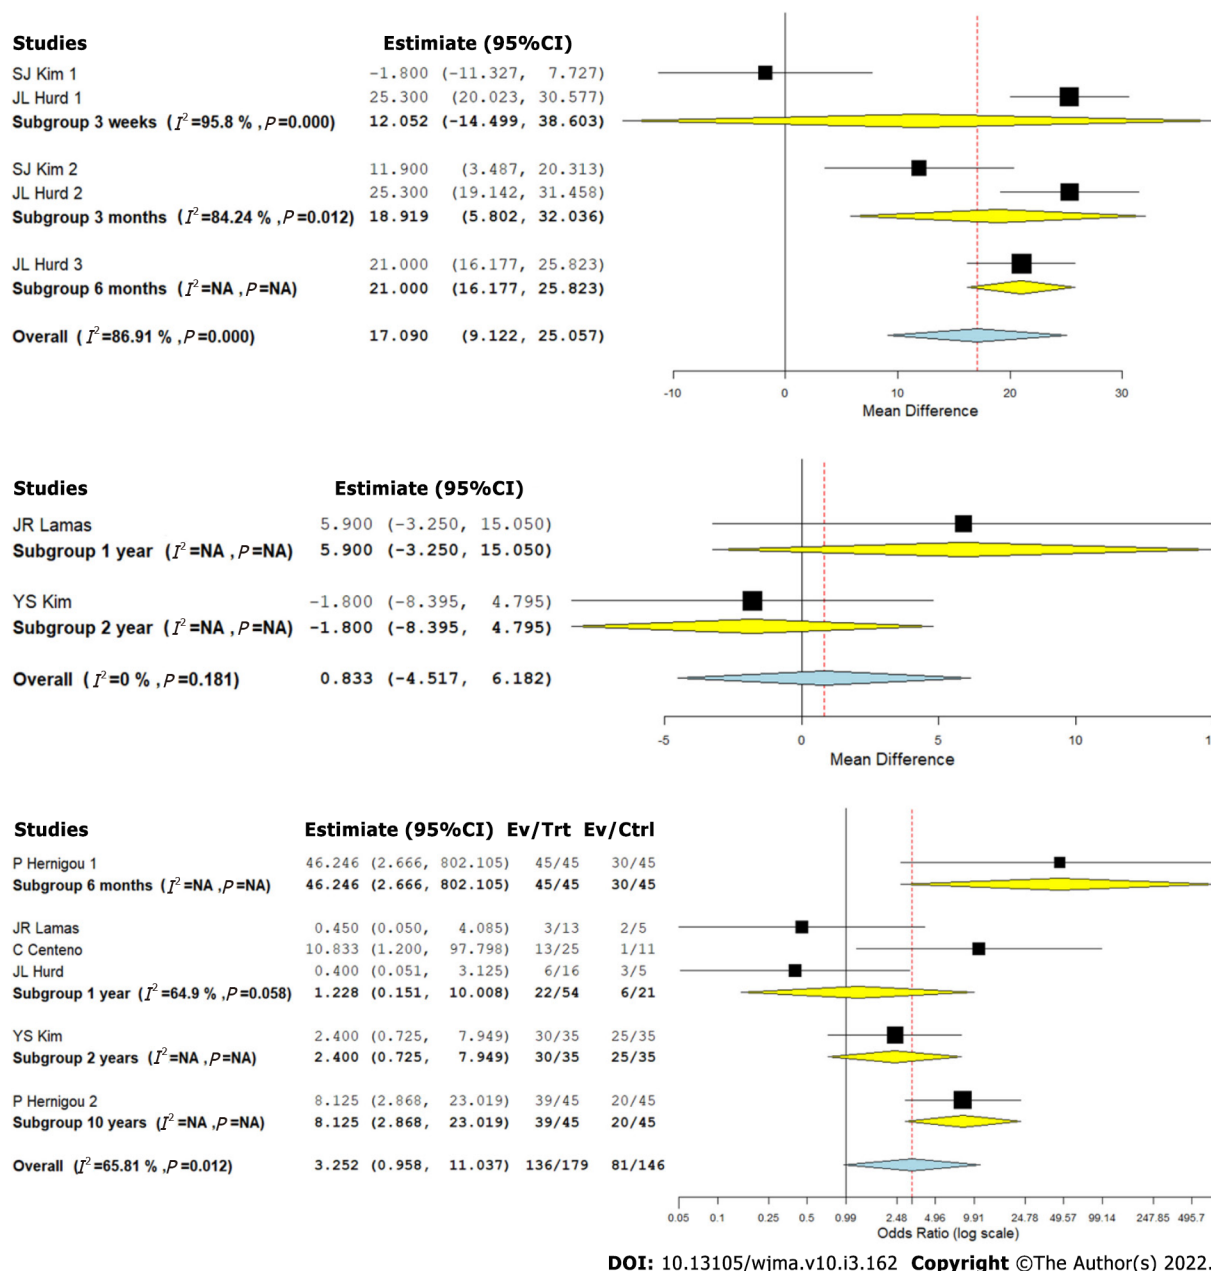 Studies Estimiate (95%CI)
SJ Kim 1 -1.800 (-11.327, 7.727)
JL Hurd 1 25.300 (20.023, 30.577)
Subgroup 3 weeks (I²=95.8 % , P=0.000) 12.052 (-14.499, 38.603)
SJ Kim 2 11.900 (3.487, 20.313)
JL Hurd 2 25.300 (19.142, 31.458)
Subgroup 3 months (I²=84.24 % , P=0.012) 18.919 (5.802, 32.036)
JL Hurd 3 21.000 (16.177, 25.823)
Subgroup 6 months (I²=NA , P=NA) 21.000 (16.177, 25.823)
Overall (I²=86.91 % , P=0.000) 17.090 (9.122, 25.057)
-10 0 10 20 30
Mean Difference
Studies Estimiate (95%CI)
JR Lamas 5.900 (-3.250, 15.050)
Subgroup 1 year (I²=NA , P=NA) 5.900 (-3.250, 15.050)
YS Kim -1.800 (-8.395, 4.795)
Subgroup 2 year (I²=NA , P=NA) -1.800 (-8.395, 4.795)
Overall (I²=0 % , P=0.181) 0.833 (-4.517, 6.182)
-5 0 5 10 1
Mean Difference
Studies Estimiate (95%CI) Ev/Trt Ev/Ctrl
P Hernigou 1 46.246 (2.666, 802.105) 45/45 30/45
Subgroup 6 months (I²=NA , P=NA) 46.246 (2.666, 802.105) 45/45 30/45
JR Lamas 0.450 (0.050, 4.085) 3/13 2/5
C Centeno 10.833 (1.200, 97.798) 13/25 1/11
JL Hurd 0.400 (0.051, 3.125) 6/16 3/5
Subgroup 1 year (I²=64.9 % , P=0.058) 1.228 (0.151, 10.008) 22/54 6/21
YS Kim 2.400 (0.725, 7.949) 30/35 25/35
Subgroup 2 years (I²=NA , P=NA) 2.400 (0.725, 7.949) 30/35 25/35
P Hernigou 2 8.125 (2.868, 23.019) 39/45 20/45
Subgroup 10 years (I²=NA , P=NA) 8.125 (2.868, 23.019) 39/45 20/45
Overall (I²=65.81 % , P=0.012) 3.252 (0.958, 11.037) 136/179 81/146
0.05 0.1 0.25 0.5 0.99 2.48 4.96 9.91 24.78 49.57 99.14 247.85 495.7
Odds Ratio (log scale)
DOI: 10.13105/wjma.v10.i3.162 Copyright ©The Author(s) 2022.